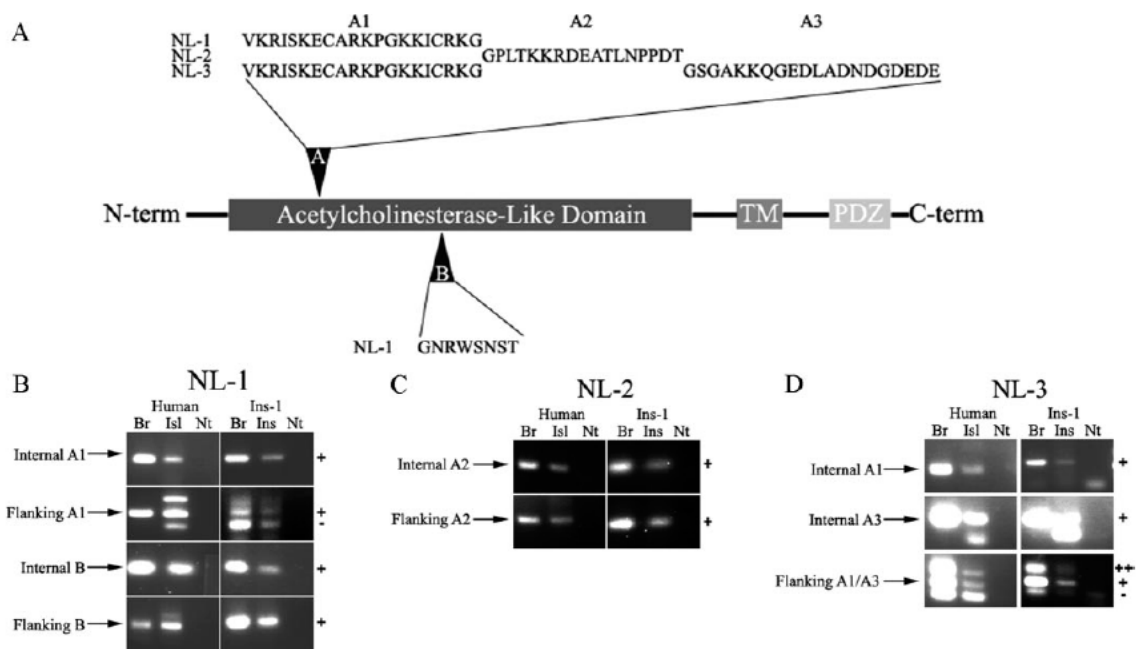 A
A1 A2 A3
NL-1 VKRISKECARKPGKKICRKG
NL-2 GPLTKKRDEATLNPPDT
NL-3 VKRISKECARKPGKKICRKG GSGAKKQGEDLADNDGDEDE
A
N-term Acetylcholinesterase-Like Domain TM PDZ C-term
B
NL-1 GNRWSNST
B NL-1
Human Ins-1
Br Isl Nt Br Ins Nt
Internal A1 +
Flanking A1 +
-
Internal B +
Flanking B +
C NL-2
Human Ins-1
Br Isl Nt Br Ins Nt
Internal A2 +
Flanking A2 +
D NL-3
Human Ins-1
Br Isl Nt Br Ins Nt
Internal A1 +
Internal A3 +
Flanking A1/A3 ++
+
-